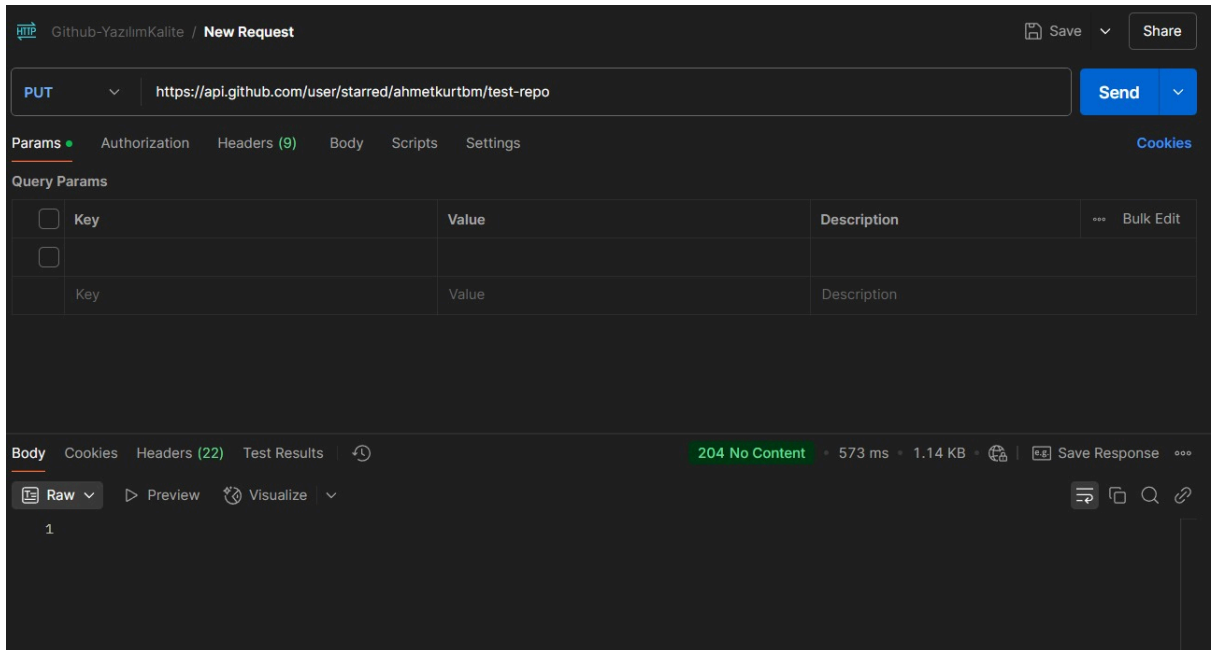 HTTP Github-YazılımKalite / New Request Save Share
PUT https://api.github.com/user/starred/ahmetkurtbm/test-repo Send
Params Authorization Headers (9) Body Scripts Settings Cookies
Query Params
Key Value Description Bulk Edit
Key Value Description
Body Cookies Headers (22) Test Results 204 No Content 573 ms 1.14 KB e.g. Save Response
Raw Preview Visualize
1